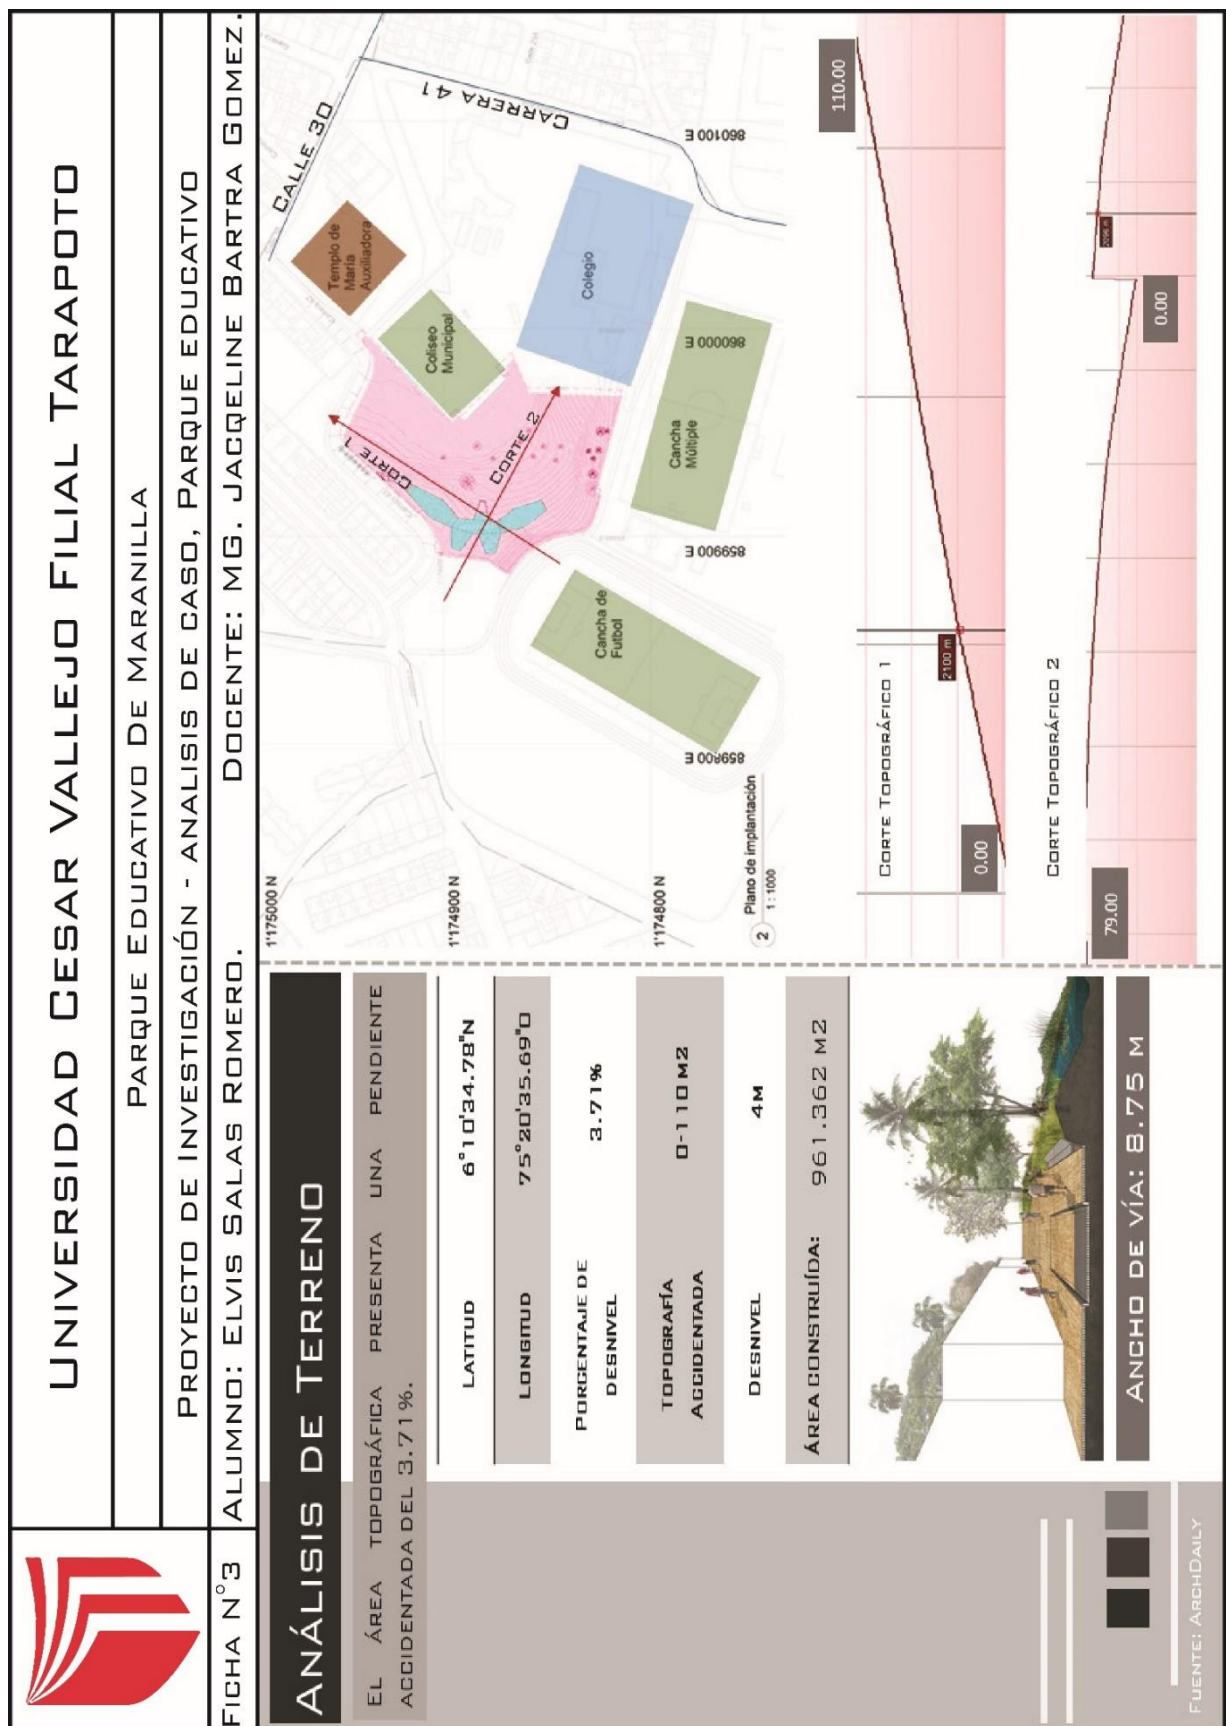 UNIVERSIDAD CESAR VALLEJO FILIAL TARAPOTO
PARQUE EDUCATIVO DE MARANILLA
PROYECTO DE INVESTIGACIÓN - ANALISIS DE CASO, PARQUE EDUCATIVO
FICHA N°3
ALUMNO: ELVIS SALAS ROMERO.
DOCENTE: MG. JACQELINE BARTRA GOMEZ.
ANÁLISIS DE TERRENO
EL ÁREA TOPOGRÁFICA PRESENTA UNA PENDIENTE
ACCIDENTADA DEL 3.71%.
LATITUD 6°10'34.78"N
LONGITUD 75°20'35.69"O
PORCENTAJE DE
DESNIVEL
3.71%
TOPOGRAFÍA
ACCIDENTADA
0-110 M2
DESNIVEL 4M
ÁREA CONSTRUÍDA: 961.362 M2
ANCHO DE VÍA: 8.75 M
FUENTE: ARCHDAILY
1'175000 N
1'174900 N
1'174800 N
CALLE 30
CARRERA 41
Templo de
María
Auxiliadora
Coliseo
Municipal
Colegio
CORTE 1
CORTE 2
Cancha
Múltiple
Cancha de
Futbol
859800 E
859900 E
860000 E
860100 E
2
Plano de implantación
1 : 1000
110.00
2100 m
CORTE TOPOGRÁFICO 1
0.00
CORTE TOPOGRÁFICO 2
79.00
0.00